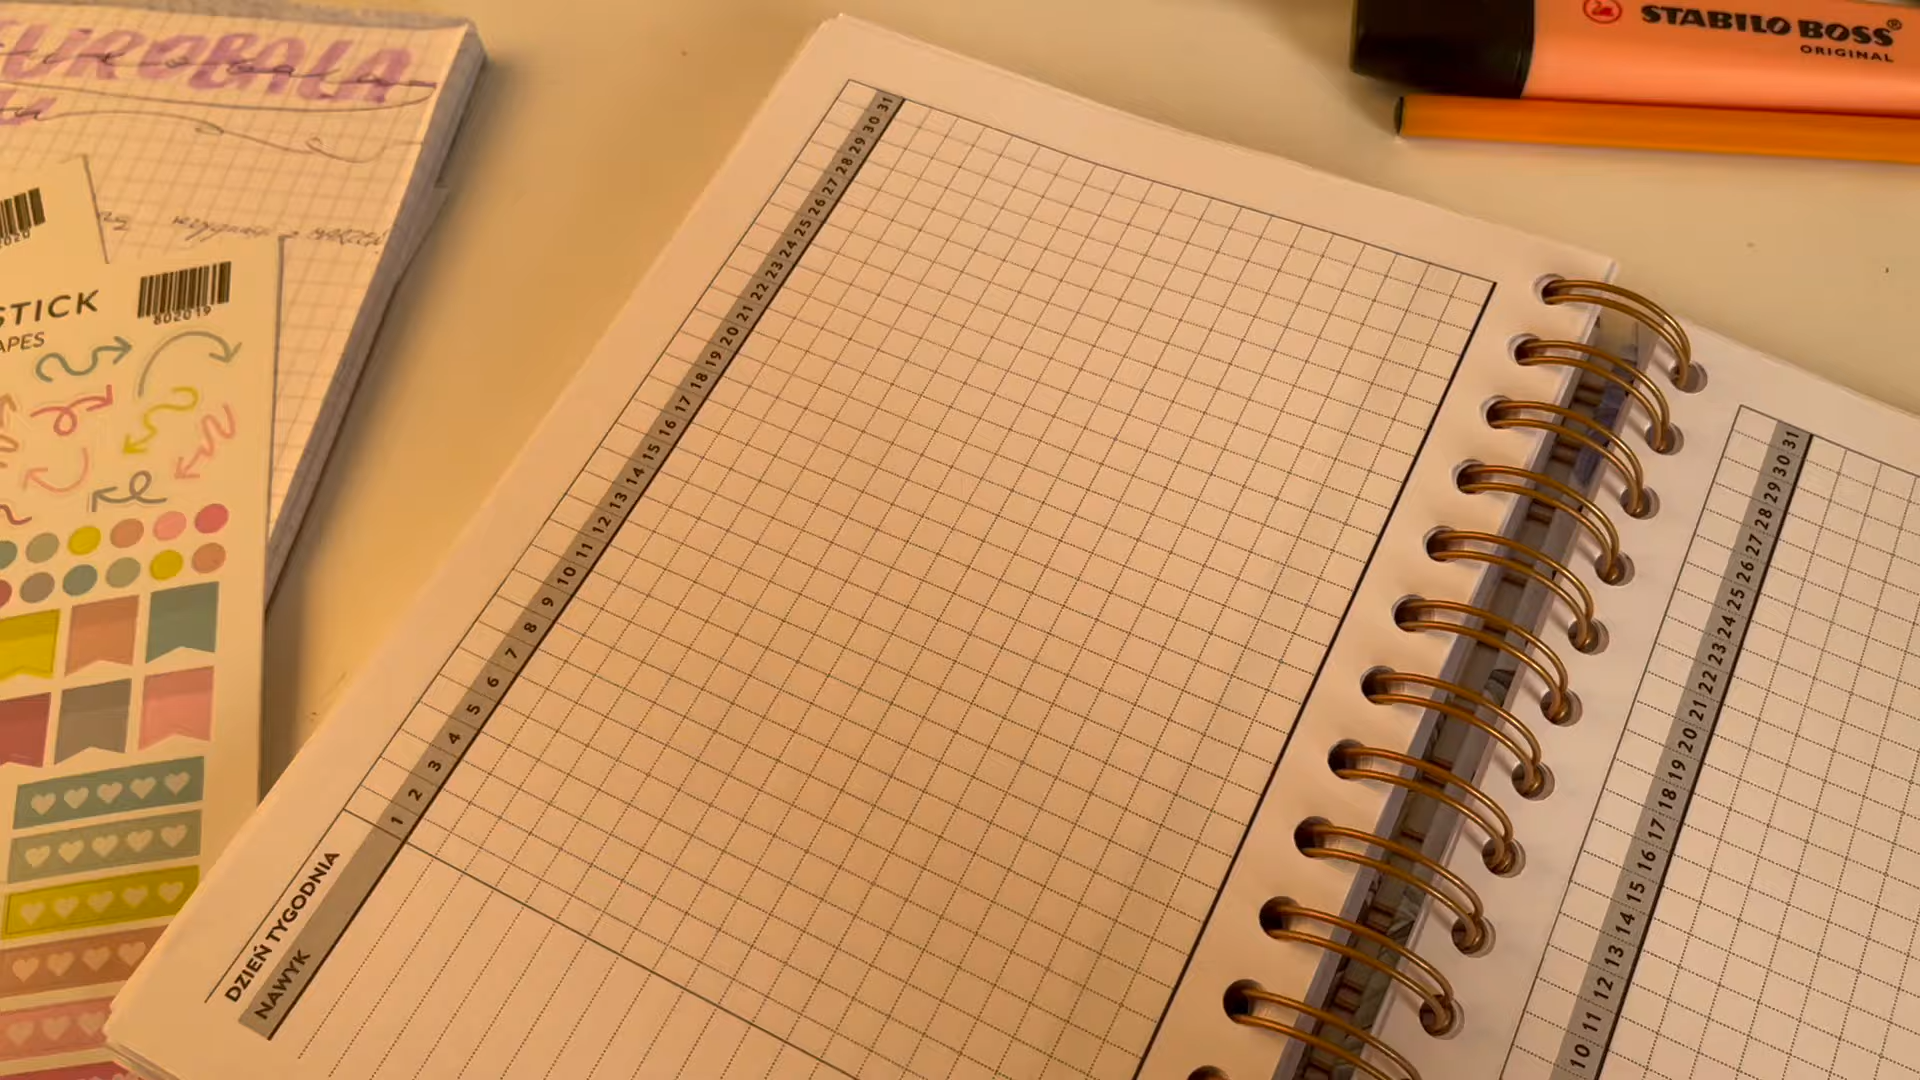 EUROBALA
STICK
APES
802019
STABILO BOSS®
ORIGINAL
DZIEŃ TYGODNIA
NAWYK 1 2 3 4 5 6 7 8 9 10 11 12 13 14 15 16 17 18 19 20 21 22 23 24 25 26 27 28 29 30 31
10 11 12 13 14 15 16 17 18 19 20 21 22 23 24 25 26 27 28 29 30 31